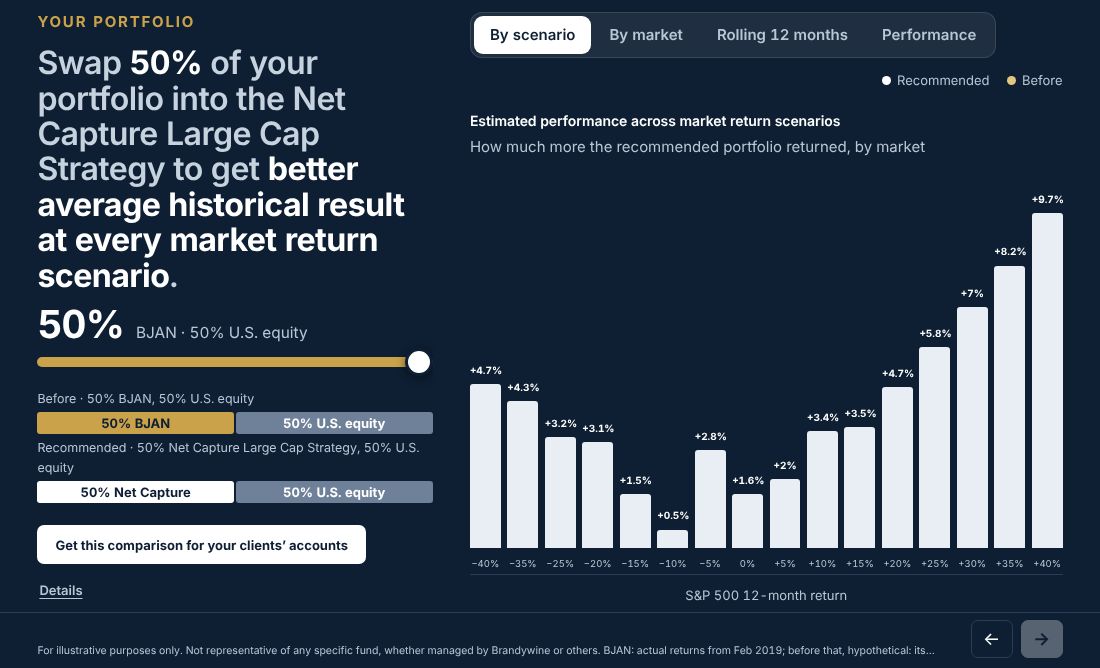 YOUR PORTFOLIO
Swap 50% of your
portfolio into the Net
Capture Large Cap
Strategy to get better
average historical result
at every market return
scenario.
50% BJAN · 50% U.S. equity
Before · 50% BJAN, 50% U.S. equity
50% BJAN 50% U.S. equity
Recommended · 50% Net Capture Large Cap Strategy, 50% U.S.
equity
50% Net Capture 50% U.S. equity
Get this comparison for your clients’ accounts
Details
By scenario By market Rolling 12 months Performance
Recommended Before
Estimated performance across market return scenarios
How much more the recommended portfolio returned, by market
+4.7% +4.3% +3.2% +3.1% +1.5% +0.5% +2.8% +1.6% +2% +3.4% +3.5% +4.7% +5.8% +7% +8.2% +9.7%
−40% −35% −25% −20% −15% −10% −5% 0% +5% +10% +15% +20% +25% +30% +35% +40%
S&P 500 12-month return
For illustrative purposes only. Not representative of any specific fund, whether managed by Brandywine or others. BJAN: actual returns from Feb 2019; before that, hypothetical: its...